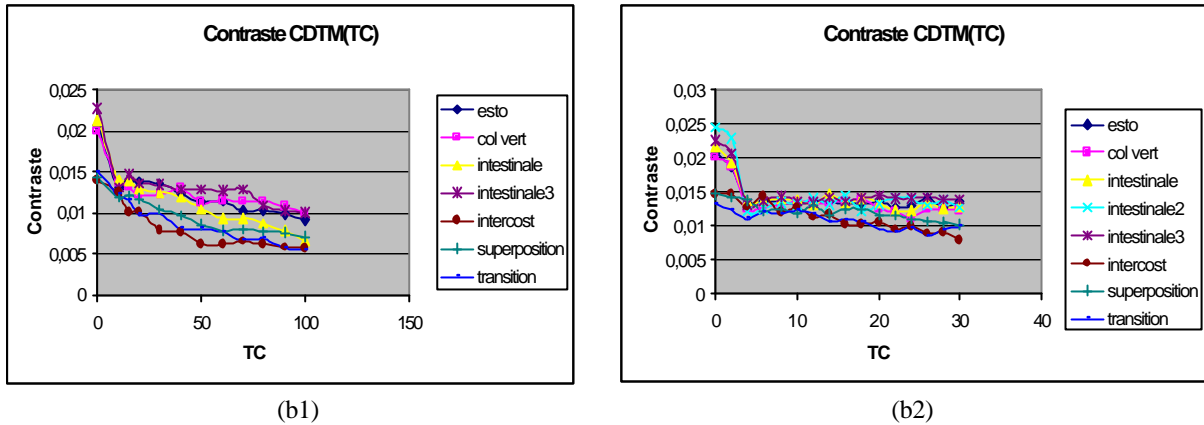 Contraste CDTM(TC)
0,025
0,02
0,015
0,01
0,005
0
0 50 100 150
Contraste
TC
esto
col vert
intestinale
intestinale3
intercost
superposition
transition
(b1)
Contraste CDTM(TC)
0,03
0,025
0,02
0,015
0,01
0,005
0
0 10 20 30 40
Contraste
TC
esto
col vert
intestinale
intestinale2
intestinale3
intercost
superposition
transition
(b2)